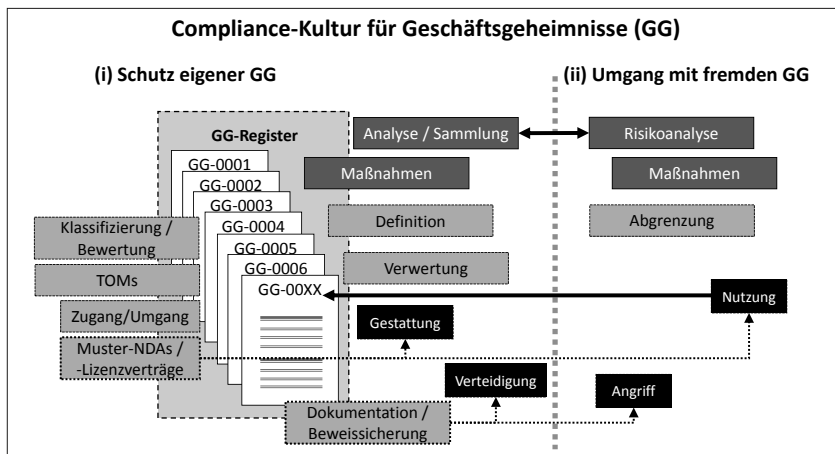 Compliance-Kultur für Geschäftsgeheimnisse (GG)
(i) Schutz eigener GG
(ii) Umgang mit fremden GG
GG-Register
Analyse / Sammlung
Risikoanalyse
GG-0001
Maßnahmen
Maßnahmen
GG-0002
GG-0003
Definition
Abgrenzung
Klassifizierung /
Bewertung
GG-0004
GG-0005
GG-0006
Verwertung
TOMs
GG-00XX
Nutzung
Zugang/Umgang
Gestattung
Muster-NDAs /
-Lizenzverträge
Verteidigung
Angriff
Dokumentation /
Beweissicherung